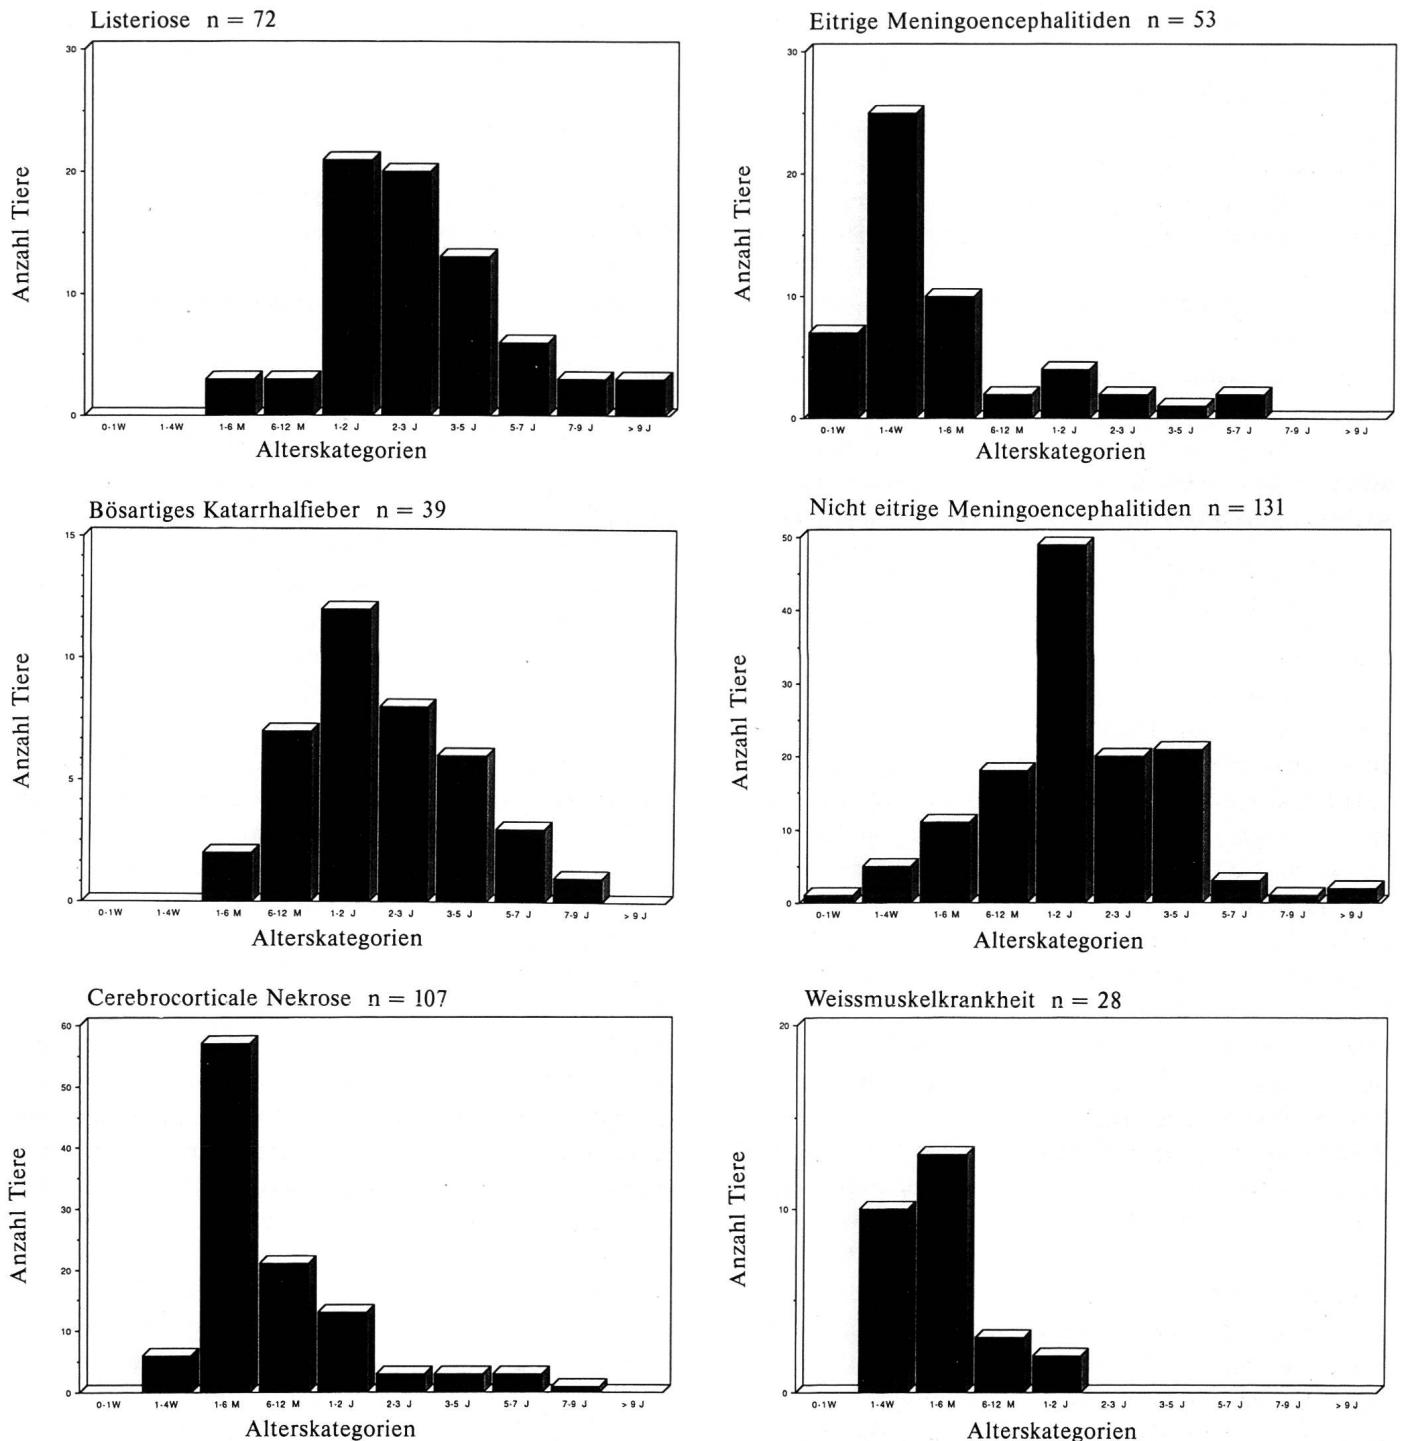 Listeriose n = 72
30
20
10
0
Anzahl Tiere
0-1W 1-4W 1-6 M 6-12 M 1-2 J 2-3 J 3-5 J 5-7 J 7-9 J > 9 J
Alterskategorien
Eitrige Meningoencephalitiden n = 53
30
20
10
0
Anzahl Tiere
0-1W 1-4W 1-6 M 6-12 M 1-2 J 2-3 J 3-5 J 5-7 J 7-9 J > 9 J
Alterskategorien
Bösartiges Katarrhalfieber n = 39
15
10
5
0
Anzahl Tiere
0-1W 1-4W 1-6 M 6-12 M 1-2 J 2-3 J 3-5 J 5-7 J 7-9 J > 9 J
Alterskategorien
Nicht eitrige Meningoencephalitiden n = 131
50
40
30
20
10
0
Anzahl Tiere
0-1W 1-4W 1-6 M 6-12 M 1-2 J 2-3 J 3-5 J 5-7 J 7-9 J > 9 J
Alterskategorien
Cerebrocorticale Nekrose n = 107
60
50
40
30
20
10
0
Anzahl Tiere
0-1W 1-4W 1-6 M 6-12 M 1-2 J 2-3 J 3-5 J 5-7 J 7-9 J > 9 J
Alterskategorien
Weissmuskelkrankheit n = 28
20
10
0
Anzahl Tiere
0-1W 1-4W 1-6 M 6-12 M 1-2 J 2-3 J 3-5 J 5-7 J 7-9 J > 9 J
Alterskategorien